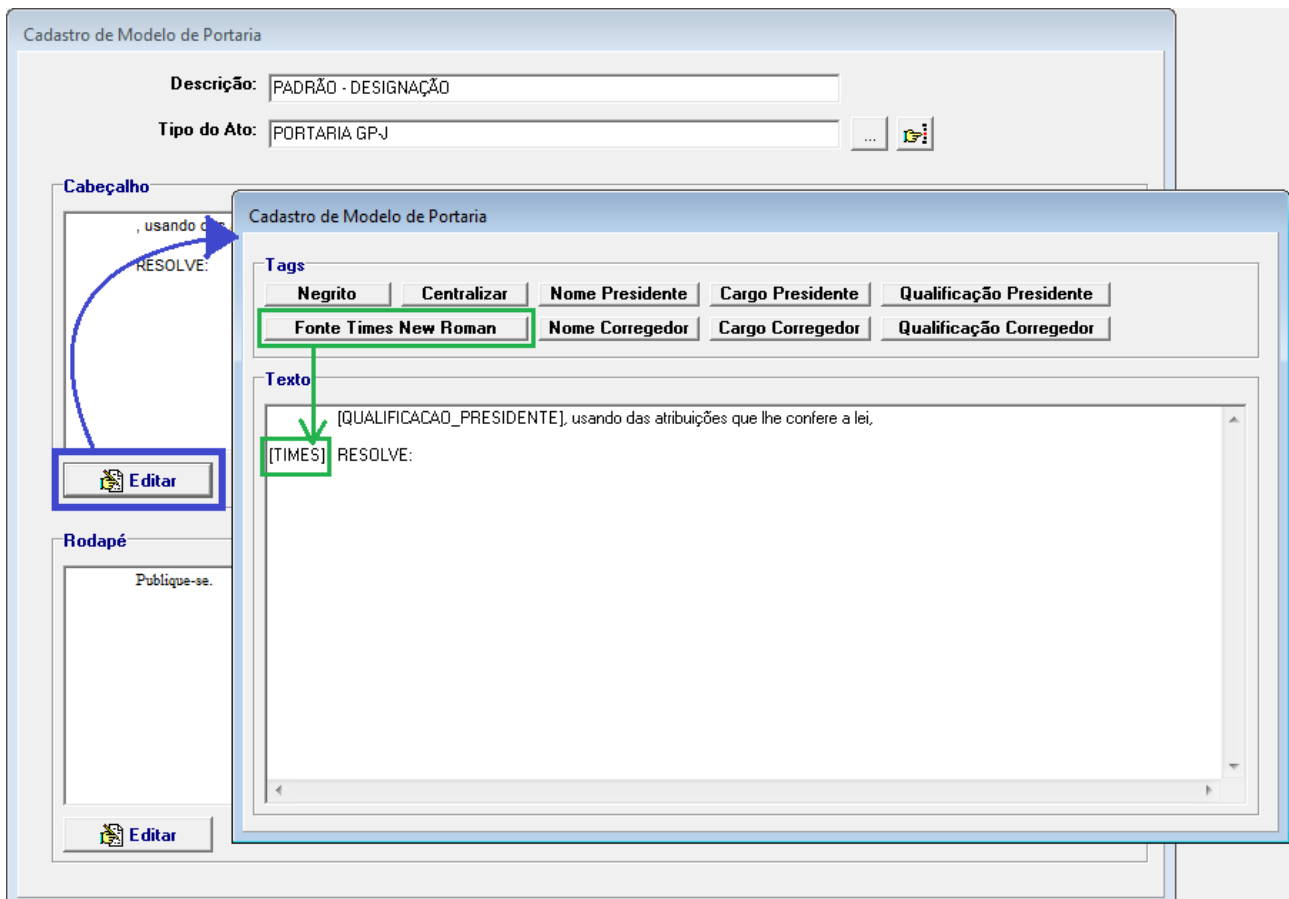 Cadastro de Modelo de Portaria
Descrição: PADRÃO - DESIGNAÇÃO
Tipo do Ato: PORTARIA GP-J ...
Cabeçalho
, usando
RESOLVE:
Editar
Rodapé
Publique-se.
Editar
Cadastro de Modelo de Portaria
Tags
Negrito Centralizar Nome Presidente Cargo Presidente Qualificação Presidente
Fonte Times New Roman Nome Corregedor Cargo Corregedor Qualificação Corregedor
Texto
[QUALIFICACAO_PRESIDENTE], usando das atribuições que lhe confere a lei,
[TIMES] RESOLVE: